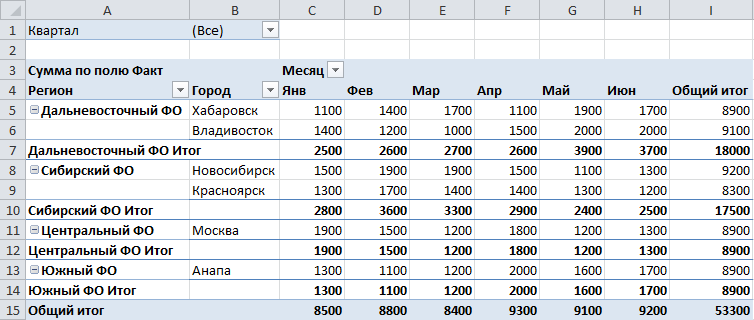 A B C D E F G H I
1 Квартал (Все)
2
3 Сумма по полю Факт Месяц
4 Регион Город Янв Фев Мар Апр Май Июн Общий итог
5 Дальневосточный ФО Хабаровск 1100 1400 1700 1100 1900 1700 8900
6 Владивосток 1400 1200 1000 1500 2000 2000 9100
7 Дальневосточный ФО Итог 2500 2600 2700 2600 3900 3700 18000
8 Сибирский ФО Новосибирск 1500 1900 1900 1500 1100 1300 9200
9 Красноярск 1300 1700 1400 1400 1300 1200 8300
10 Сибирский ФО Итог 2800 3600 3300 2900 2400 2500 17500
11 Центральный ФО Москва 1900 1500 1200 1800 1200 1300 8900
12 Центральный ФО Итог 1900 1500 1200 1800 1200 1300 8900
13 Южный ФО Анапа 1300 1100 1200 2000 1600 1700 8900
14 Южный ФО Итог 1300 1100 1200 2000 1600 1700 8900
15 Общий итог 8500 8800 8400 9300 9100 9200 53300